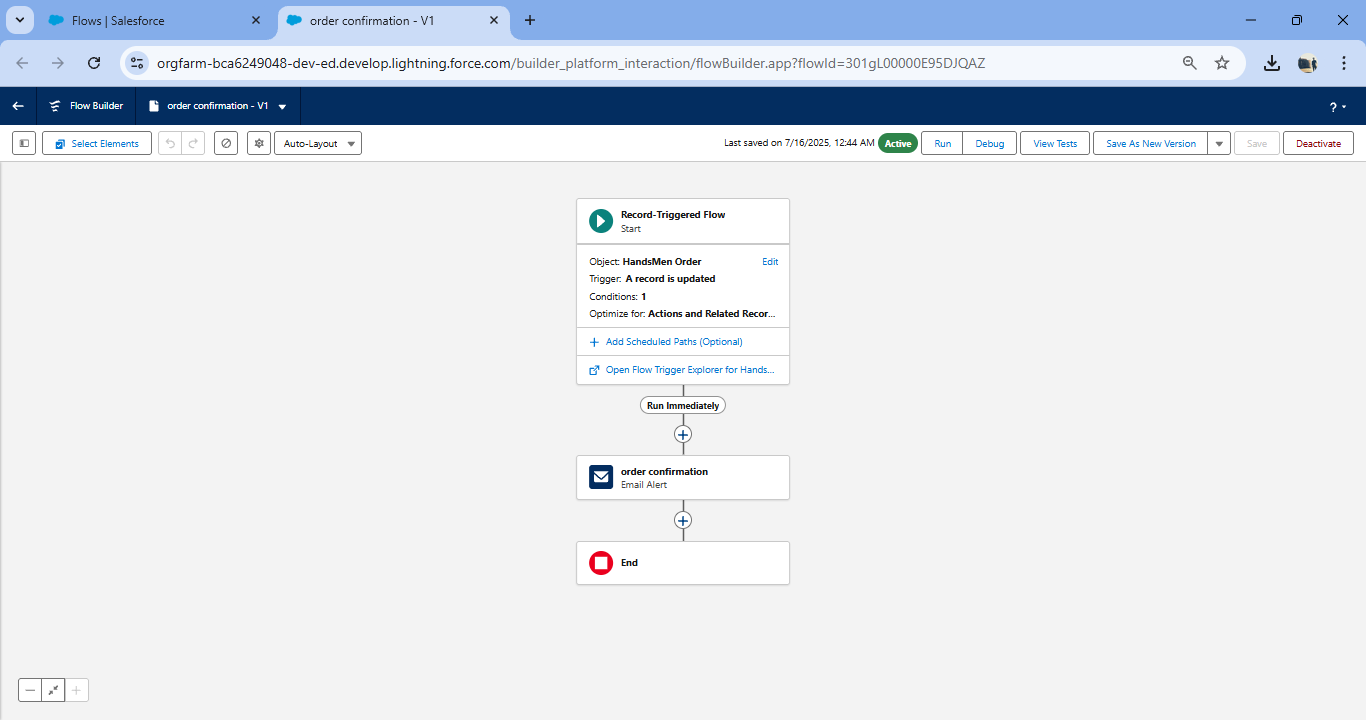 Flows | Salesforce
order confirmation - V1
orgfarm-bca6249048-dev-ed.develop.lightning.force.com/builder_platform_interaction/flowBuilder.app?flowId=301gL00000E95DJQAZ
Flow Builder
order confirmation - V1
?
Select Elements
Auto-Layout
Last saved on 7/16/2025, 12:44 AM
Active
Run
Debug
View Tests
Save As New Version
Save
Deactivate
Record-Triggered Flow
Start
Object: HandsMen Order
Edit
Trigger: A record is updated
Conditions: 1
Optimize for: Actions and Related Recor...
Add Scheduled Paths (Optional)
Open Flow Trigger Explorer for Hands...
Run Immediately
order confirmation
Email Alert
End